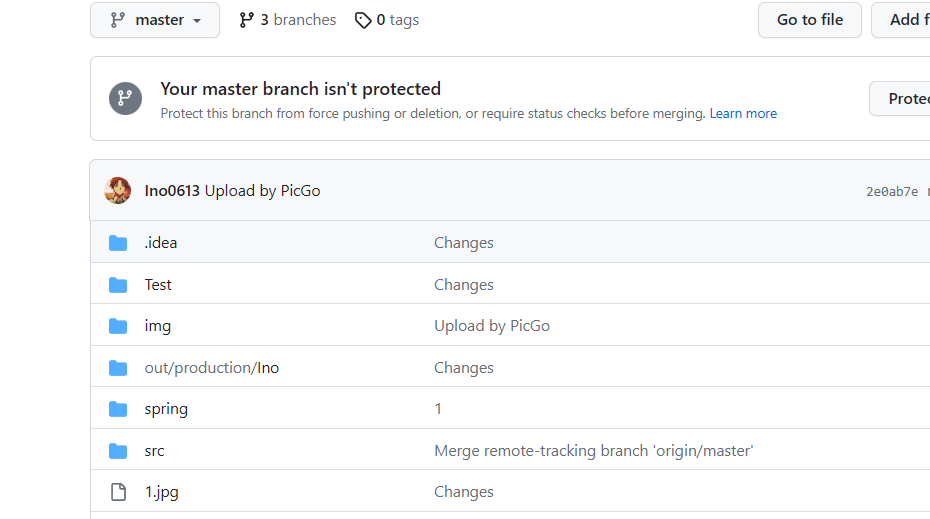 master 3 branches 0 tags Go to file Add f
Your master branch isn't protected
Protect this branch from force pushing or deletion, or require status checks before merging. Learn more
Protec
Ino0613 Upload by PicGo 2e0ab7e
.idea Changes
Test Changes
img Upload by PicGo
out/production/Ino Changes
spring 1
src Merge remote-tracking branch 'origin/master'
1.jpg Changes